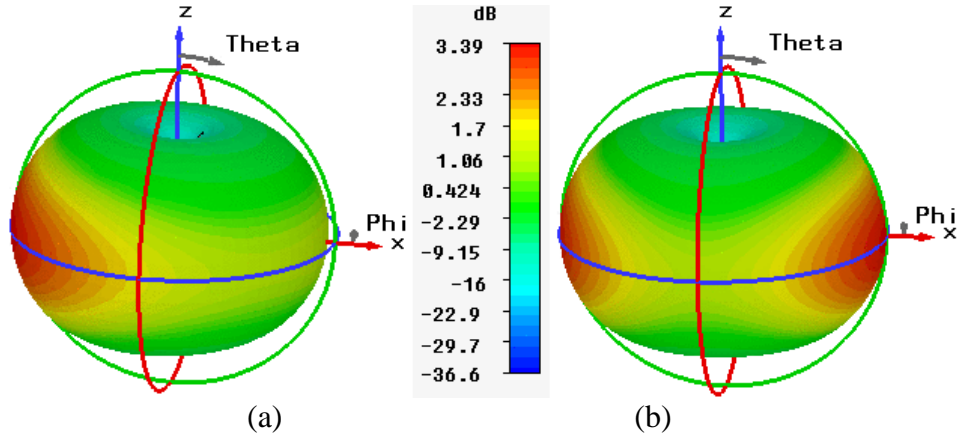 z
Theta
Phi
x
dB
3.39
2.33
1.7
1.06
0.424
-2.29
-9.15
-16
-22.9
-29.7
-36.6
z
Theta
Phi
x
(a)
(b)